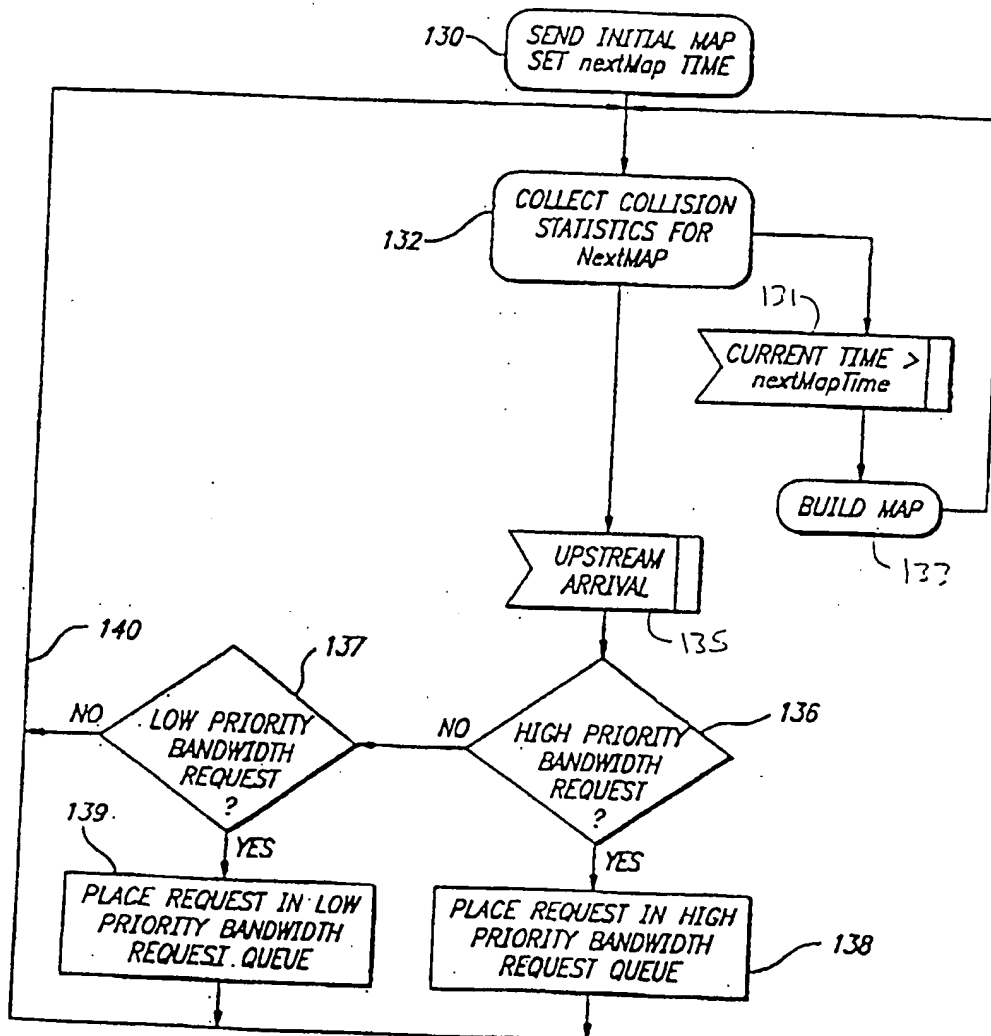 130
SEND INITIAL MAP
SET nextMap TIME
132
COLLECT COLLISION
STATISTICS FOR
NextMAP
131
CURRENT TIME >
nextMapTime
BUILD MAP
133
UPSTREAM
ARRIVAL
135
140
137
136
NO
LOW PRIORITY
BANDWIDTH
REQUEST
?
NO
HIGH PRIORITY
BANDWIDTH
REQUEST
?
139
YES
YES
PLACE REQUEST IN LOW
PRIORITY BANDWIDTH
REQUEST QUEUE
PLACE REQUEST IN HIGH
PRIORITY BANDWIDTH
REQUEST QUEUE
138